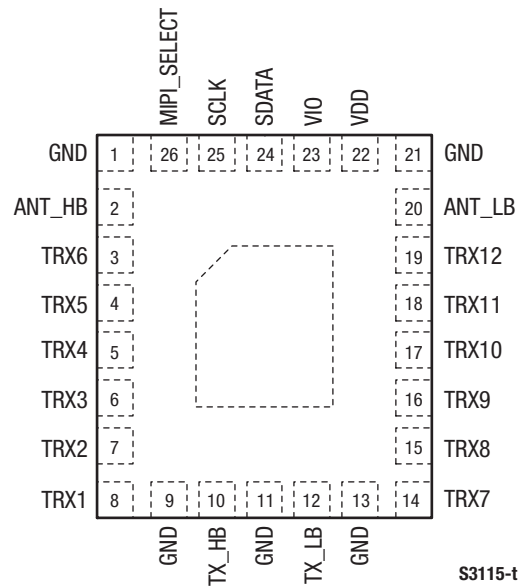 MIPI_SELECT
SCLK
SDATA
VIO
VDD
GND 1 26 25 24 23 22 21 GND
ANT_HB 2 20 ANT_LB
TRX6 3 19 TRX12
TRX5 4 18 TRX11
TRX4 5 17 TRX10
TRX3 6 16 TRX9
TRX2 7 15 TRX8
TRX1 8 9 10 11 12 13 14 TRX7
GND
TX_HB
GND
TX_LB
GND
S3115-t